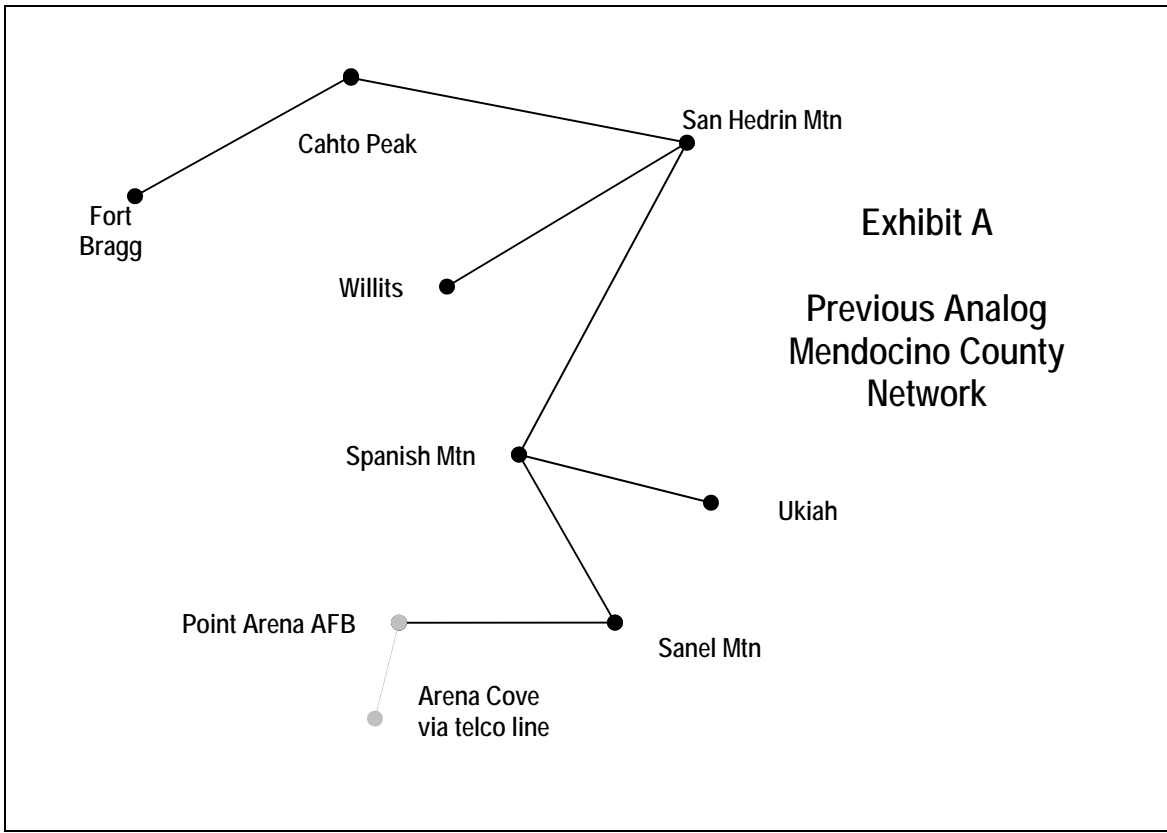 San Hedrin Mtn
Cahto Peak
Fort
Bragg
Exhibit A
Willits
Previous Analog
Mendocino County
Network
Spanish Mtn
Ukiah
Point Arena AFB
Sanel Mtn
Arena Cove
via telco line